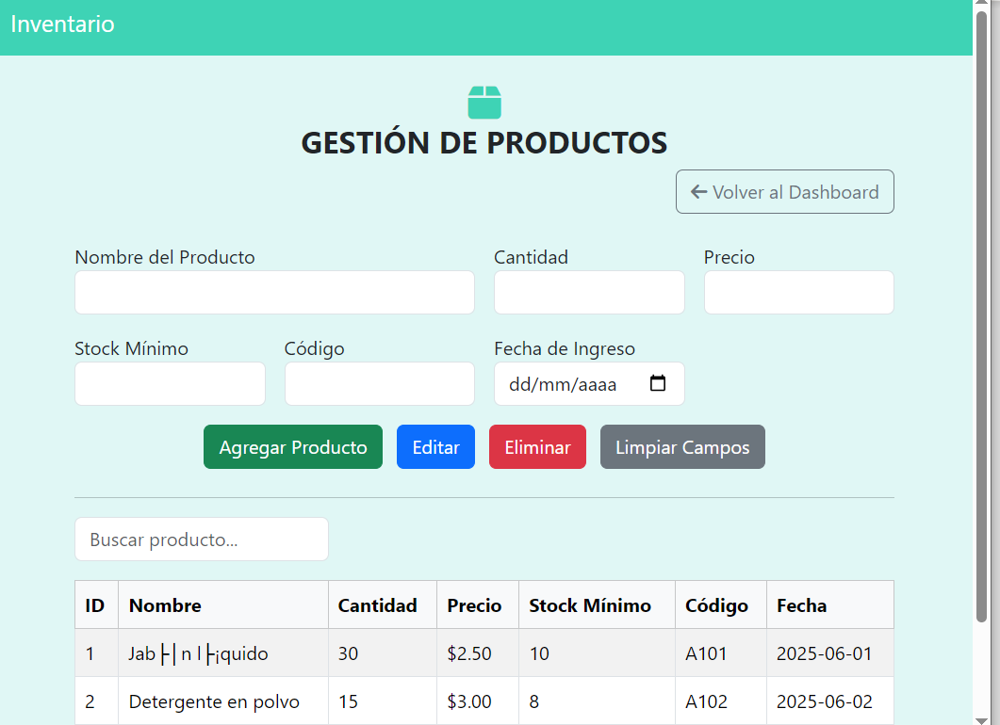 Inventario
GESTIÓN DE PRODUCTOS
Volver al Dashboard
Nombre del Producto Cantidad Precio
Stock Mínimo Código Fecha de Ingreso
dd/mm/aaaa
Agregar Producto Editar Eliminar Limpiar Campos
Buscar producto...
ID Nombre Cantidad Precio Stock Mínimo Código Fecha
1 Jab├│n l├¡quido 30 $2.50 10 A101 2025-06-01
2 Detergente en polvo 15 $3.00 8 A102 2025-06-02